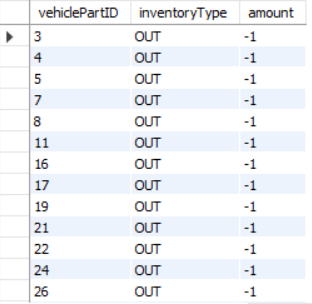 vehiclePartID inventoryType amount
3 OUT -1
4 OUT -1
5 OUT -1
7 OUT -1
8 OUT -1
11 OUT -1
16 OUT -1
17 OUT -1
19 OUT -1
21 OUT -1
22 OUT -1
24 OUT -1
26 OUT -1